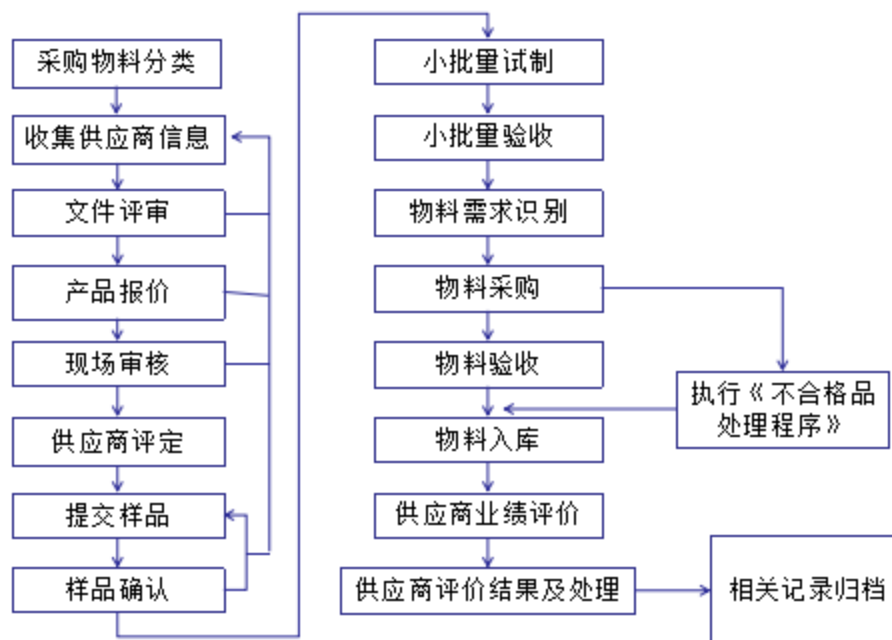 采购物料分类
收集供应商信息
文件评审
产品报价
现场审核
供应商评定
提交样品
样品确认
小批量试制
小批量验收
物料需求识别
物料采购
物料验收
执行《不合格品
处理程序》
物料入库
供应商业绩评价
供应商评价结果及处理
相关记录归档